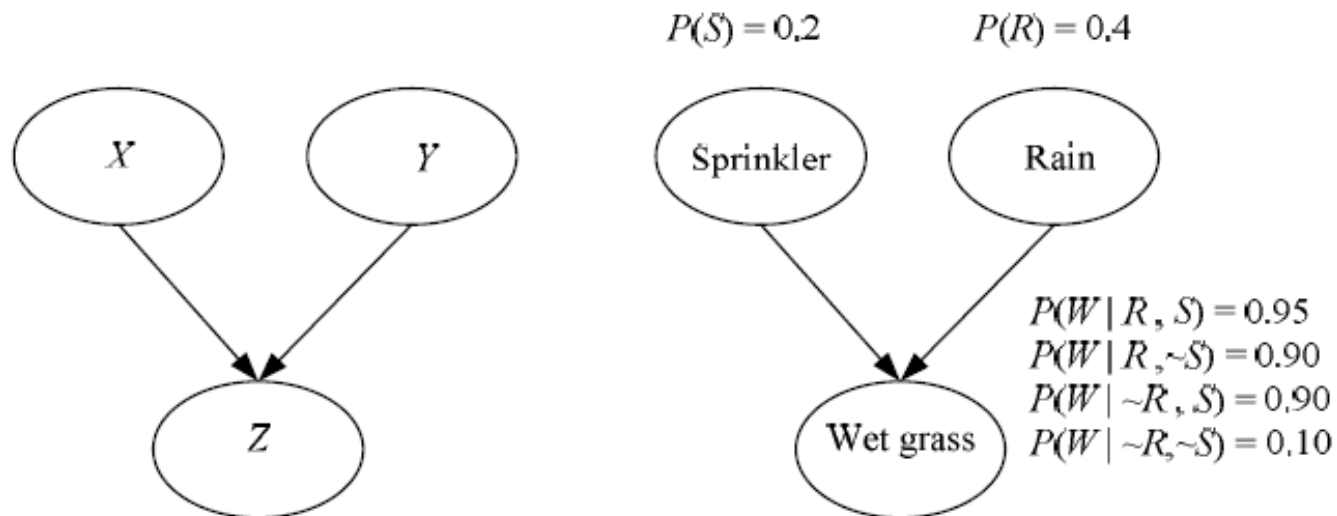 P(S) = 0.2
P(R) = 0.4
X
Y
Sprinkler
Rain
P(W | R , S) = 0.95
P(W | R ,~S) = 0.90
P(W | ~R , S) = 0.90
P(W | ~R,~S) = 0.10
Z
Wet grass